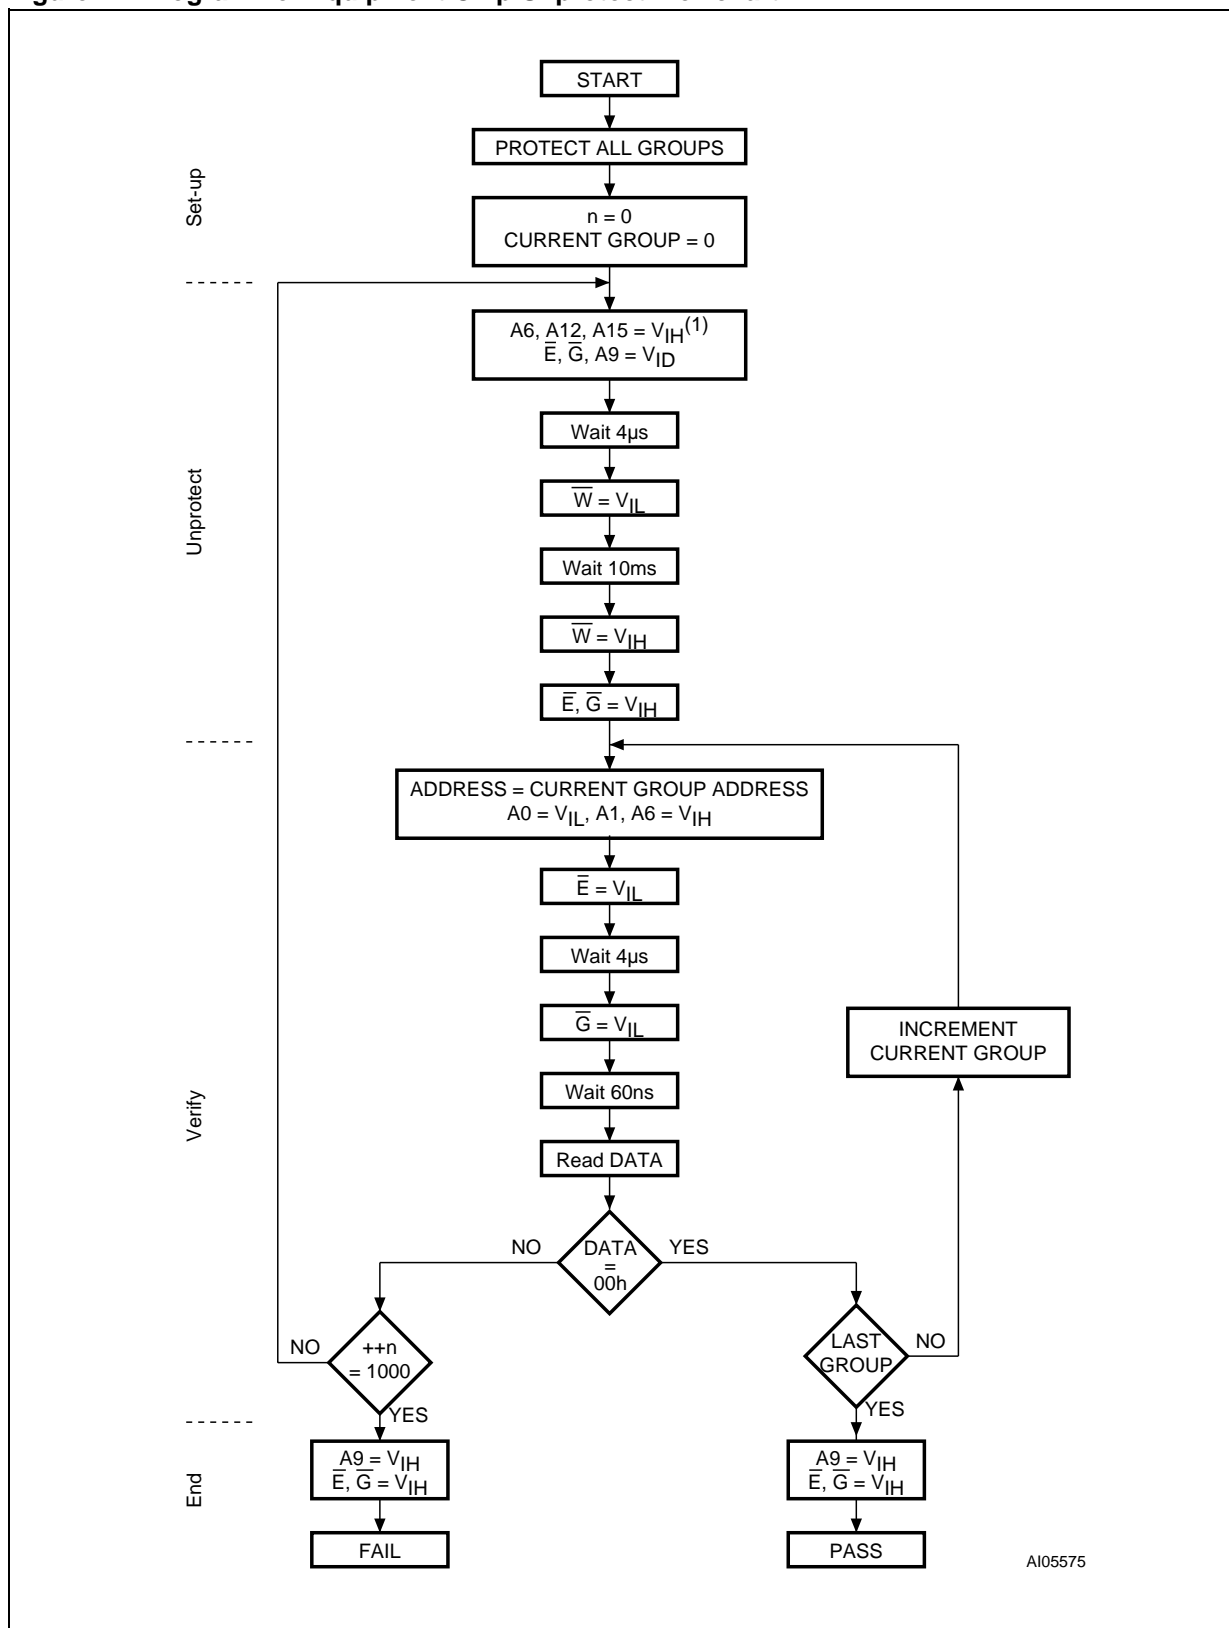 START
PROTECT ALL GROUPS
Set-up
n = 0
CURRENT GROUP = 0
A6, A12, A15 = VIH(1)
E̅, G̅, A9 = VID
Wait 4µs
Unprotect
W̅ = VIL
Wait 10ms
W̅ = VIH
E̅, G̅ = VIH
ADDRESS = CURRENT GROUP ADDRESS
A0 = VIL, A1, A6 = VIH
E̅ = VIL
Wait 4µs
G̅ = VIL
INCREMENT
CURRENT GROUP
Wait 60ns
Verify
Read DATA
NO
DATA
=
00h
YES
NO
++n
= 1000
LAST
GROUP
NO
YES
YES
End
A9 = VIH
E̅, G̅ = VIH
A9 = VIH
E̅, G̅ = VIH
FAIL
PASS
AI05575